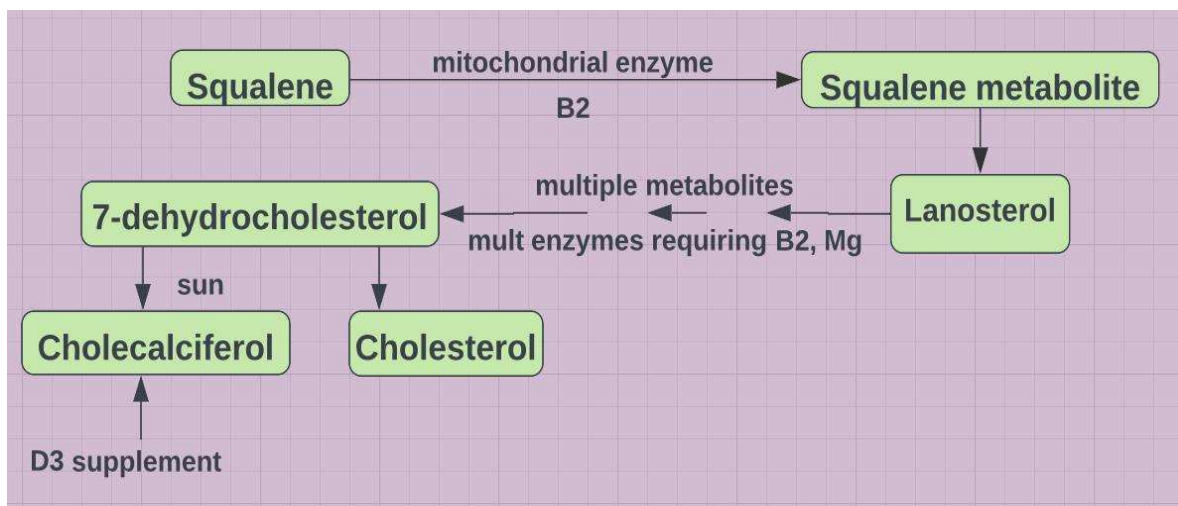 Squalene
mitochondrial enzyme
B2
Squalene metabolite
Lanosterol
multiple metabolites
mult enzymes requiring B2, Mg
7-dehydrocholesterol
sun
Cholecalciferol
Cholesterol
D3 supplement